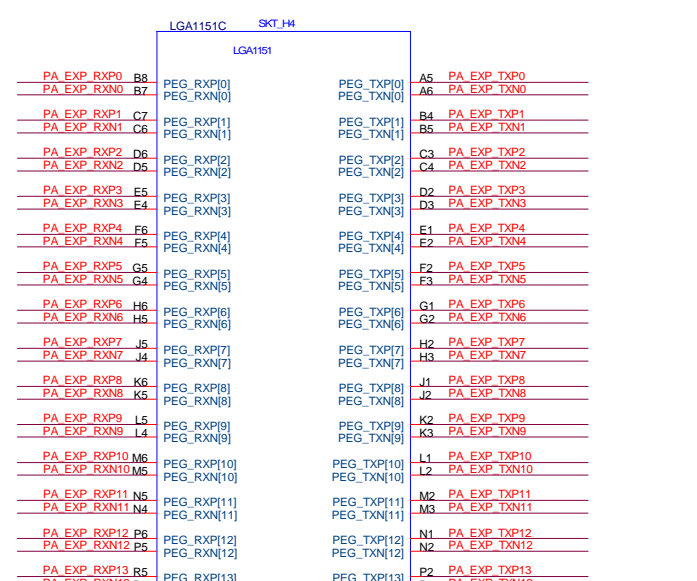 LGA1151C SKT_H4
LGA1151
PA_EXP_RXP0 B8 PEG_RXP[0] PEG_TXP[0] A5 PA_EXP_TXP0
PA_EXP_RXN0 B7 PEG_RXN[0] PEG_TXN[0] A6 PA_EXP_TXN0
PA_EXP_RXP1 C7 PEG_RXP[1] PEG_TXP[1] B4 PA_EXP_TXP1
PA_EXP_RXN1 C6 PEG_RXN[1] PEG_TXN[1] B5 PA_EXP_TXN1
PA_EXP_RXP2 D6 PEG_RXP[2] PEG_TXP[2] C3 PA_EXP_TXP2
PA_EXP_RXN2 D5 PEG_RXN[2] PEG_TXN[2] C4 PA_EXP_TXN2
PA_EXP_RXP3 E5 PEG_RXP[3] PEG_TXP[3] D2 PA_EXP_TXP3
PA_EXP_RXN3 E4 PEG_RXN[3] PEG_TXN[3] D3 PA_EXP_TXN3
PA_EXP_RXP4 F6 PEG_RXP[4] PEG_TXP[4] E1 PA_EXP_TXP4
PA_EXP_RXN4 F5 PEG_RXN[4] PEG_TXN[4] E2 PA_EXP_TXN4
PA_EXP_RXP5 G5 PEG_RXP[5] PEG_TXP[5] F2 PA_EXP_TXP5
PA_EXP_RXN5 G4 PEG_RXN[5] PEG_TXN[5] F3 PA_EXP_TXN5
PA_EXP_RXP6 H6 PEG_RXP[6] PEG_TXP[6] G1 PA_EXP_TXP6
PA_EXP_RXN6 H5 PEG_RXN[6] PEG_TXN[6] G2 PA_EXP_TXN6
PA_EXP_RXP7 J5 PEG_RXP[7] PEG_TXP[7] H2 PA_EXP_TXP7
PA_EXP_RXN7 J4 PEG_RXN[7] PEG_TXN[7] H3 PA_EXP_TXN7
PA_EXP_RXP8 K6 PEG_RXP[8] PEG_TXP[8] J1 PA_EXP_TXP8
PA_EXP_RXN8 K5 PEG_RXN[8] PEG_TXN[8] J2 PA_EXP_TXN8
PA_EXP_RXP9 L5 PEG_RXP[9] PEG_TXP[9] K2 PA_EXP_TXP9
PA_EXP_RXN9 L4 PEG_RXN[9] PEG_TXN[9] K3 PA_EXP_TXN9
PA_EXP_RXP10 M6 PEG_RXP[10] PEG_TXP[10] L1 PA_EXP_TXP10
PA_EXP_RXN10 M5 PEG_RXN[10] PEG_TXN[10] L2 PA_EXP_TXN10
PA_EXP_RXP11 N5 PEG_RXP[11] PEG_TXP[11] M2 PA_EXP_TXP11
PA_EXP_RXN11 N4 PEG_RXN[11] PEG_TXN[11] M3 PA_EXP_TXN11
PA_EXP_RXP12 P6 PEG_RXP[12] PEG_TXP[12] N1 PA_EXP_TXP12
PA_EXP_RXN12 P5 PEG_RXN[12] PEG_TXN[12] N2 PA_EXP_TXN12
PA_EXP_RXP13 R5 PEG_RXP[13] PEG_TXP[13] P2 PA_EXP_TXP13